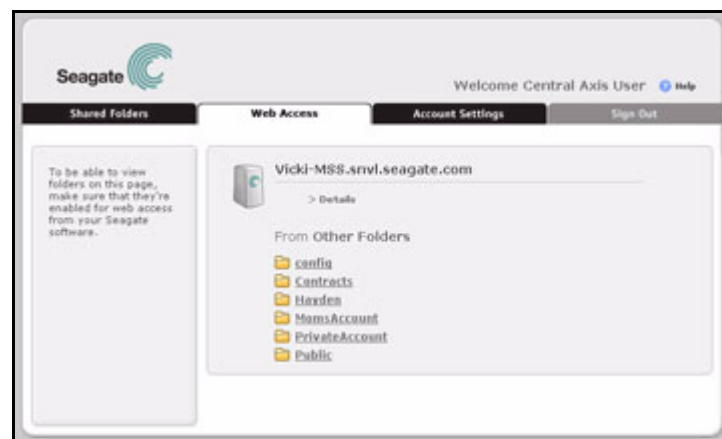 Seagate
Welcome Central Axis User
Help
Shared Folders
Web Access
Account Settings
Sign Out
To be able to view
folders on this page,
make sure that they're
enabled for web access
from your Seagate
software.
Vicki-MSS.snvl.seagate.com
> Details
From Other Folders
config
Contracts
Hayden
MomsAccount
PrivateAccount
Public